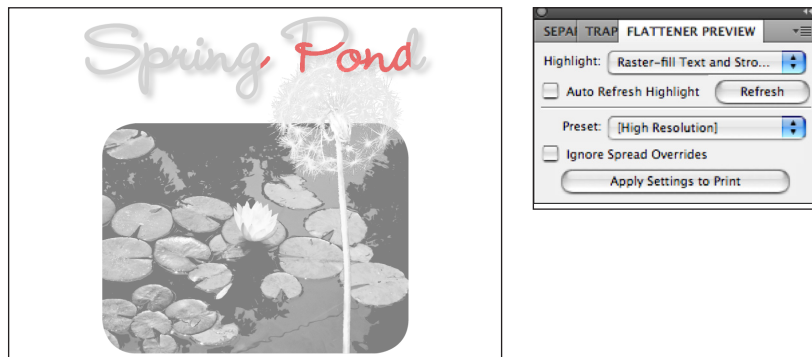 Spring Pond
SEPA TRAP FLATTENER PREVIEW
Highlight: Raster-fill Text and Stro...
Auto Refresh Highlight Refresh
Preset: [High Resolution]
Ignore Spread Overrides
Apply Settings to Print